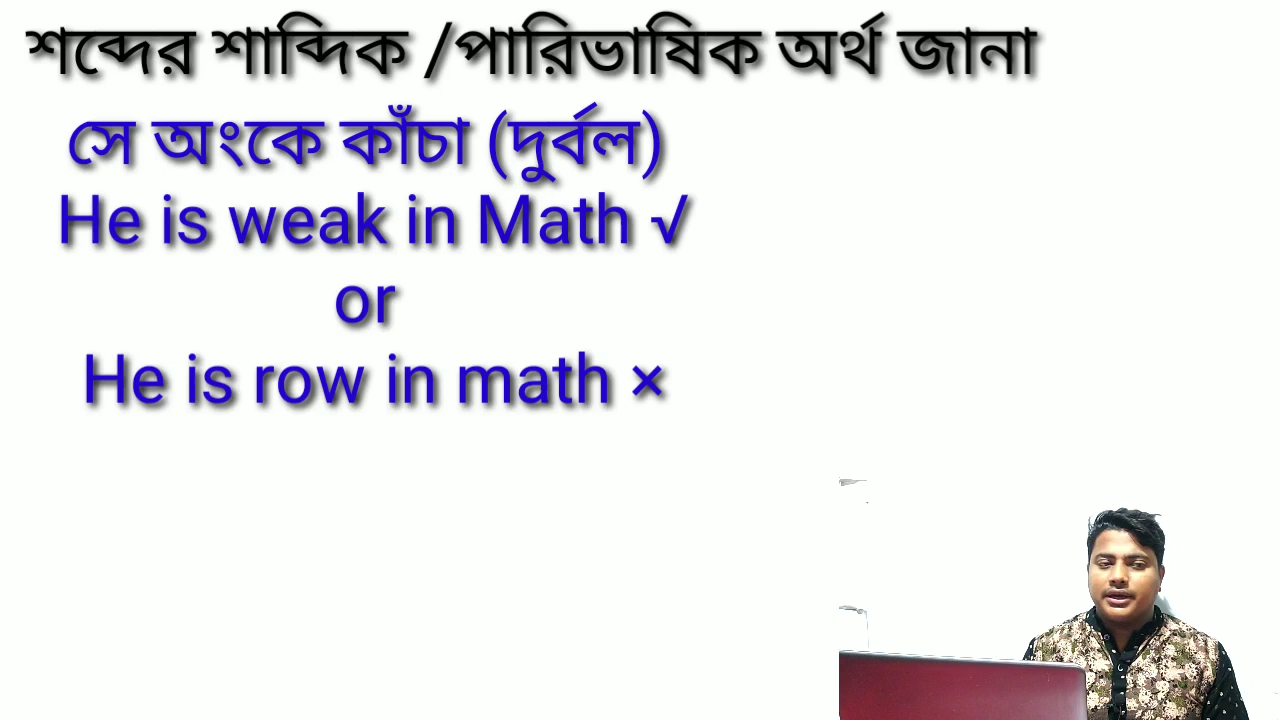 শব্দের শাব্দিক /পারিভাষিক অর্থ জানা
সে অংকে কাঁচা (দুর্বল)
He is weak in Math √
or
He is row in math ×